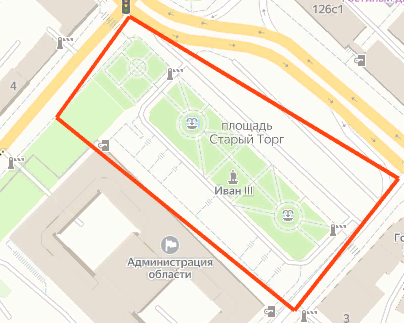 126с1
4
площадь
Старый Торг
Иван III
Администрация
области
3